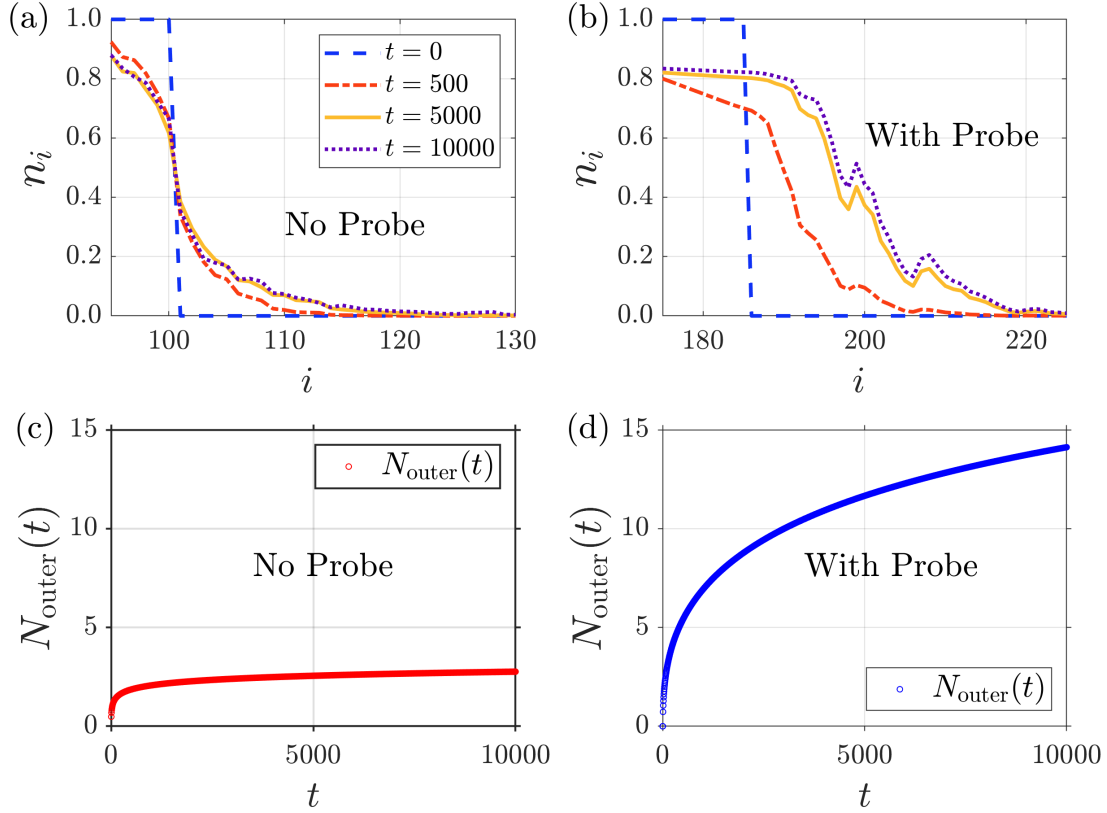 (a)
1.0
0.8
0.6
0.4
0.2
0.0
n_i
t = 0
t = 500
t = 5000
t = 10000
No Probe
100
110
120
130
i
(b)
1.0
0.8
0.6
0.4
0.2
0.0
n_i
With Probe
180
200
220
i
(c)
15
10
5
0
N_outer(t)
N_outer(t)
No Probe
0
5000
10000
t
(d)
15
10
5
0
N_outer(t)
With Probe
N_outer(t)
0
5000
10000
t